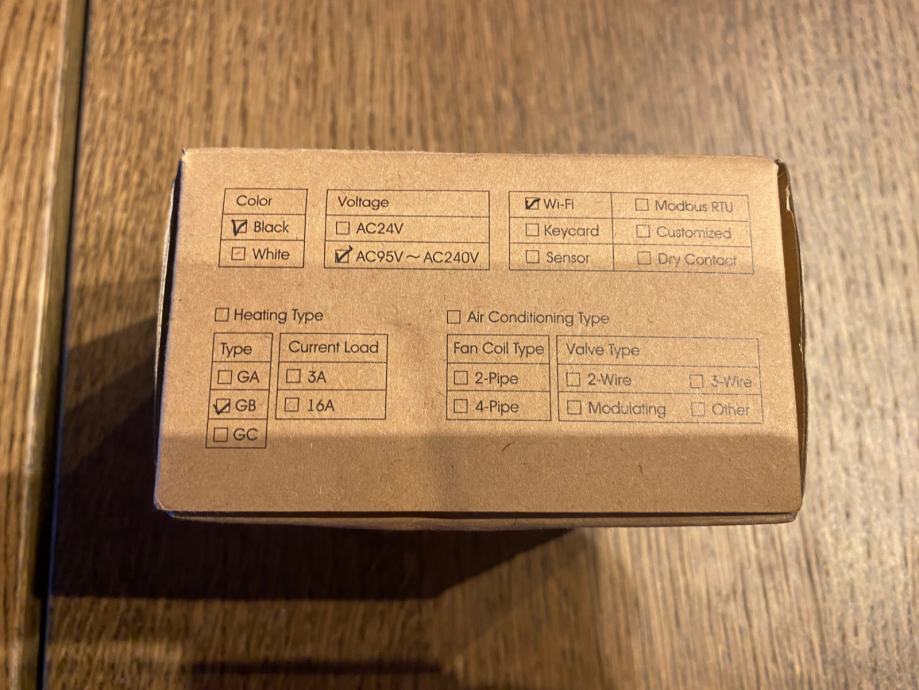 Color
☑ Black
☐ White
Voltage
☐ AC24V
☑ AC95V～AC240V
☑ Wi-Fi ☐ Modbus RTU
☐ Keycard ☐ Customized
☐ Sensor ☐ Dry Contact
☐ Heating Type
Type
☐ GA
☑ GB
☐ GC
Current Load
☐ 3A
☐ 16A
☐ Air Conditioning Type
Fan Coil Type
☐ 2-Pipe
☐ 4-Pipe
Valve Type
☐ 2-Wire ☐ 3-Wire
☐ Modulating ☐ Other